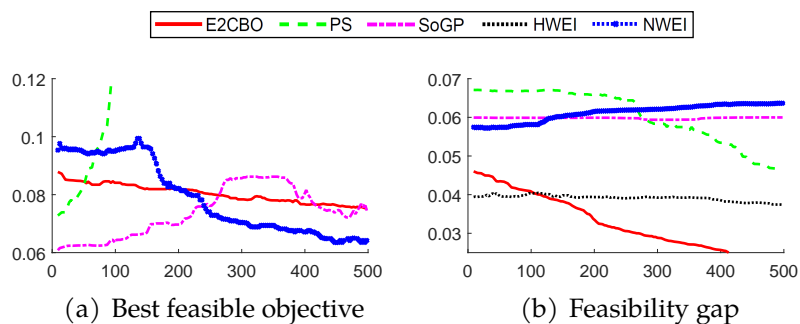 E2CBO PS SoGP HWEI NWEI
0.12
0.1
0.08
0.06
0 100 200 300 400 500
(a) Best feasible objective
0.07
0.06
0.05
0.04
0.03
0 100 200 300 400 500
(b) Feasibility gap